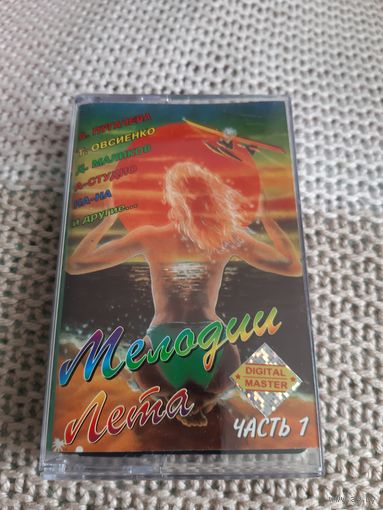 А. ПУГАЧЕВА
Т. ОВСИЕНКО
Д. МАЛИКОВ
А-СТУДИО
НА-НА
и другие...
Мелодии
Лета
DIGITAL
MASTER
ЧАСТЬ 1